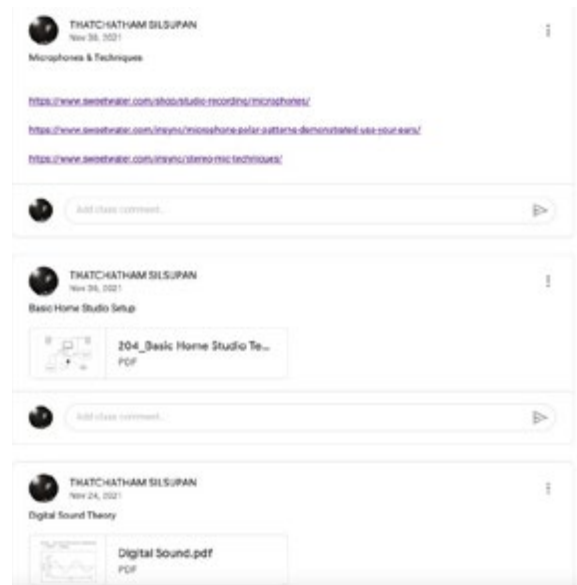 THATCHATHAM SILSUPAN
Nov 30, 2021
Microphones & Techniques
https://www.sweetwater.com/shop/studio-recording/microphones/
https://www.sweetwater.com/insync/microphone-polar-patterns-demonstrated-use-your-ears/
https://www.sweetwater.com/insync/stereo-mic-techniques/
Add class comment...
THATCHATHAM SILSUPAN
Nov 30, 2021
Basic Home Studio Setup
204_Basic Home Studio Te...
PDF
Add class comment...
THATCHATHAM SILSUPAN
Nov 24, 2021
Digital Sound Theory
Digital Sound.pdf
PDF